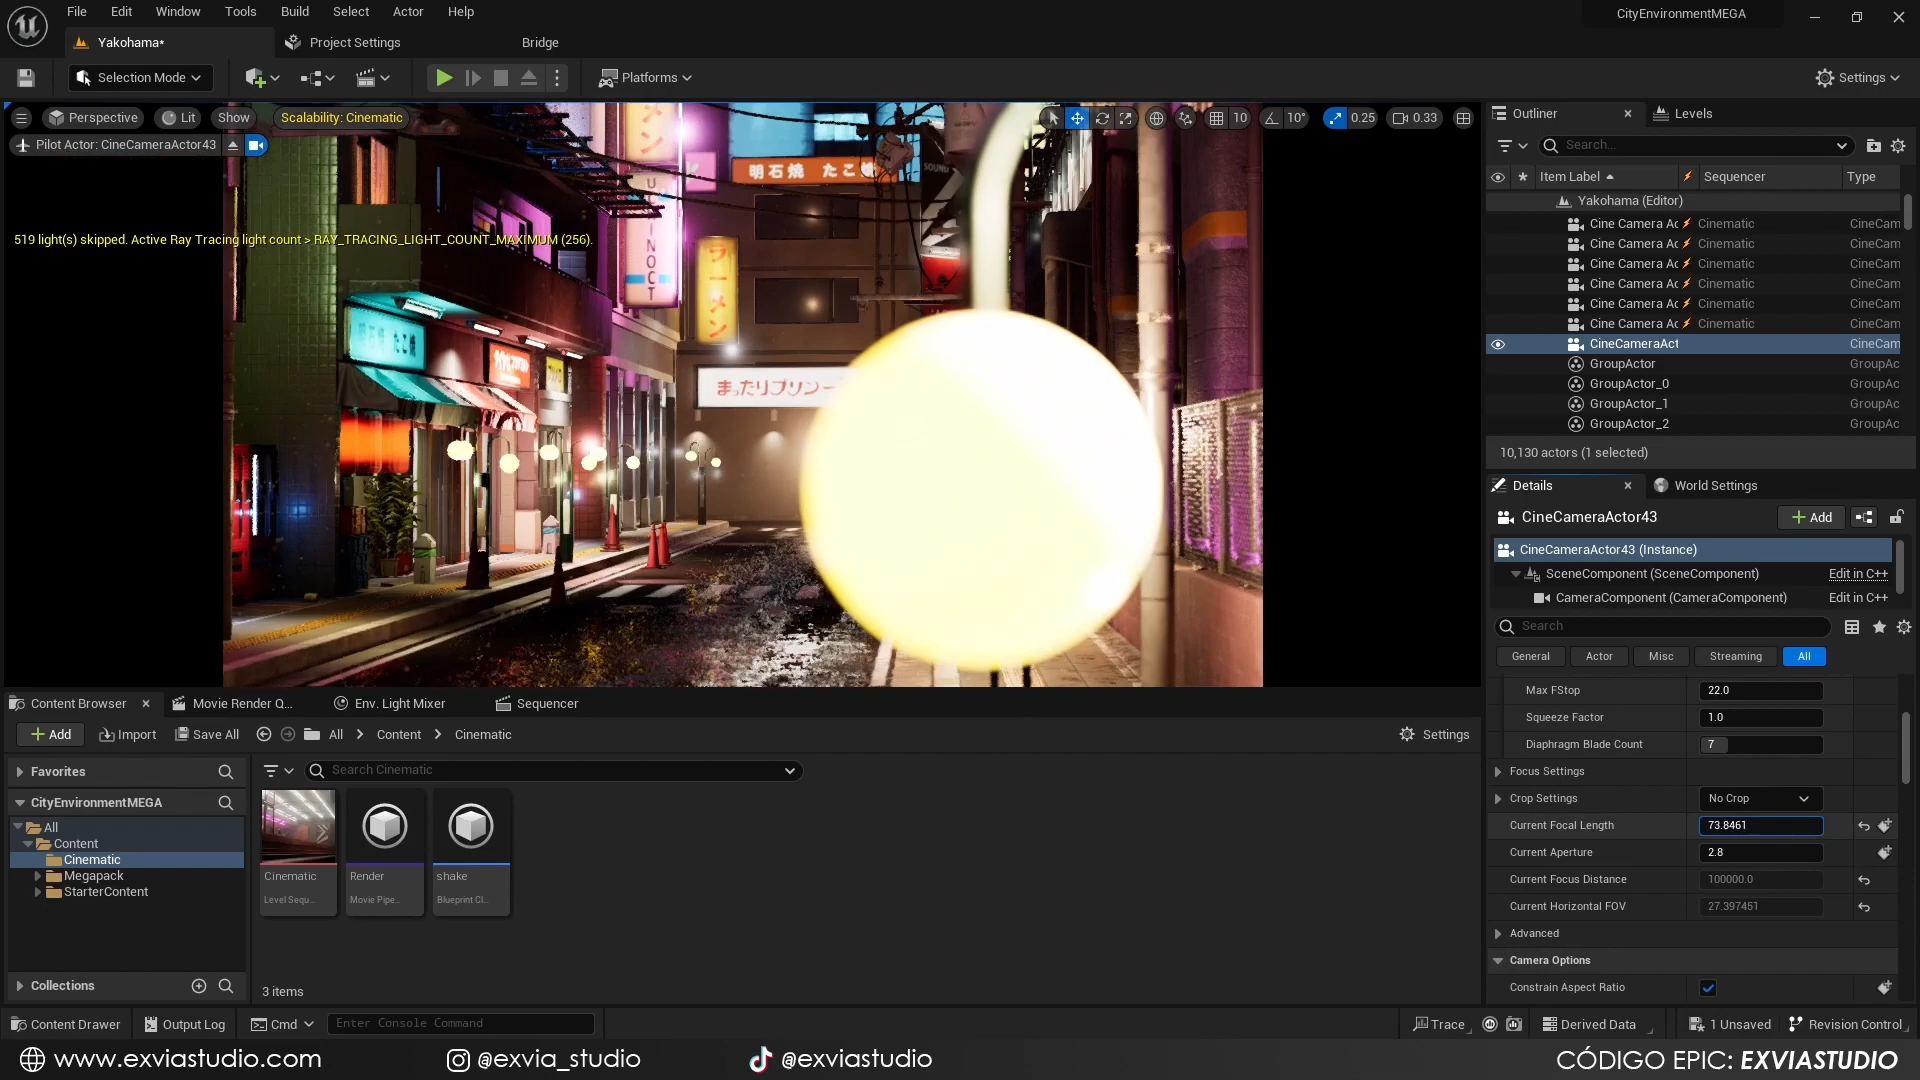 File Edit Window Tools Build Select Actor Help
CityEnvironmentMEGA
Yakohama*
Project Settings
Bridge
Selection Mode
Platforms
Settings
Perspective
Lit
Show
Scalability: Cinematic
10
10°
0.25
0.33
Pilot Actor: CineCameraActor43
519 light(s) skipped. Active Ray Tracing light count > RAY_TRACING_LIGHT_COUNT_MAXIMUM (256).
明石焼 たこ焼
SOUND
ラーメン
まったりプリン
Outliner
Levels
Search...
Item Label
Sequencer
Type
Yakohama (Editor)
Cine Camera Ac Cinematic CineCam
Cine Camera Ac Cinematic CineCam
Cine Camera Ac Cinematic CineCam
Cine Camera Ac Cinematic CineCam
Cine Camera Ac Cinematic CineCam
Cine Camera Ac Cinematic CineCam
CineCameraAct CineCam
GroupActor GroupAc
GroupActor_0 GroupAc
GroupActor_1 GroupAc
GroupActor_2 GroupAc
10,130 actors (1 selected)
Details
World Settings
CineCameraActor43
Add
CineCameraActor43 (Instance)
SceneComponent (SceneComponent) Edit in C++
CameraComponent (CameraComponent) Edit in C++
Search
General Actor Misc Streaming All
Max FStop 22.0
Squeeze Factor 1.0
Diaphragm Blade Count 7
Focus Settings
Crop Settings No Crop
Current Focal Length 73.8461
Current Aperture 2.8
Current Focus Distance 100000.0
Current Horizontal FOV 27.397451
Advanced
Camera Options
Constrain Aspect Ratio
Content Browser
Movie Render Q...
Env. Light Mixer
Sequencer
Add Import Save All All Content Cinematic
Settings
Favorites
Search Cinematic
CityEnvironmentMEGA
All
Content
Cinematic
Megapack
StarterContent
Collections
Cinematic
Level Sequ...
Render
Movie Pipe...
shake
Blueprint Cl...
3 items
Content Drawer Output Log Cmd Enter Console Command
Trace Derived Data 1 Unsaved Revision Control
www.exviastudio.com @exvia_studio @exviastudio CÓDIGO EPIC: EXVIASTUDIO